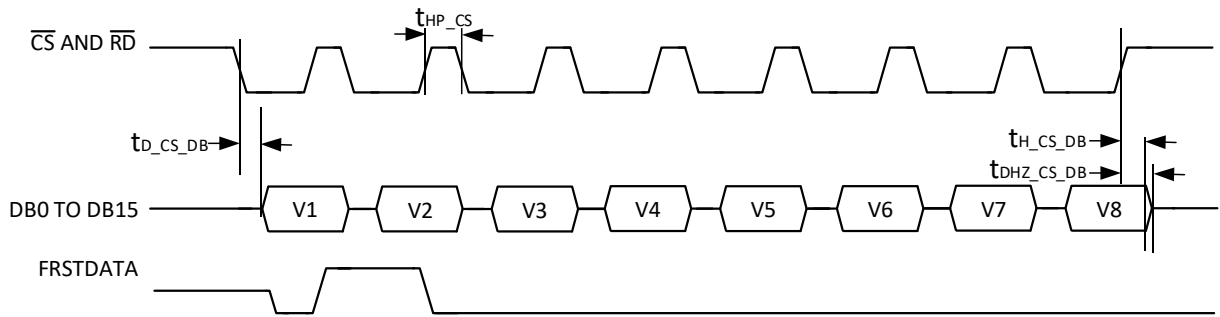 tHP_CS
CS AND RD
tD_CS_DB
tH_CS_DB
tDHZ_CS_DB
DB0 TO DB15
V1 V2 V3 V4 V5 V6 V7 V8
FRSTDATA